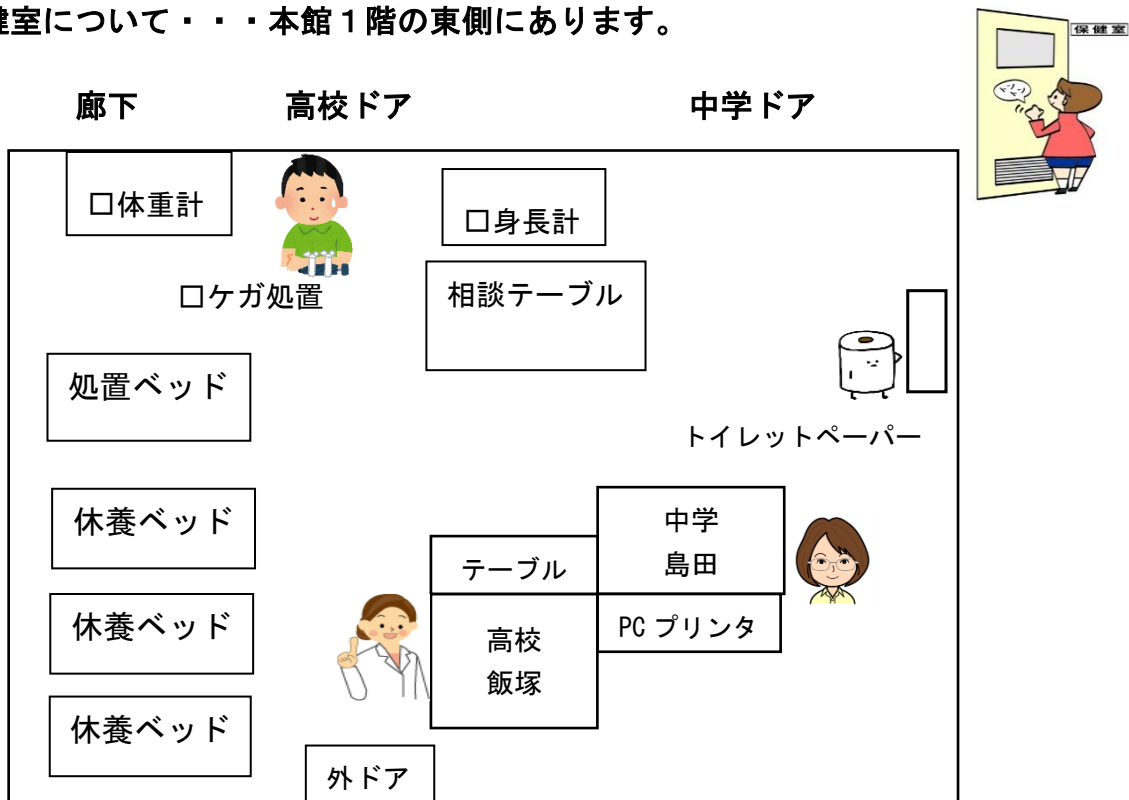 健室について・・・本館１階の東側にあります。
保健室
廊下 高校ドア 中学ドア
□体重計
□身長計
□ケガ処置
相談テーブル
処置ベッド
トイレットペーパー
休養ベッド
中学
島田
テーブル
休養ベッド
PCプリンタ
高校
飯塚
休養ベッド
外ドア